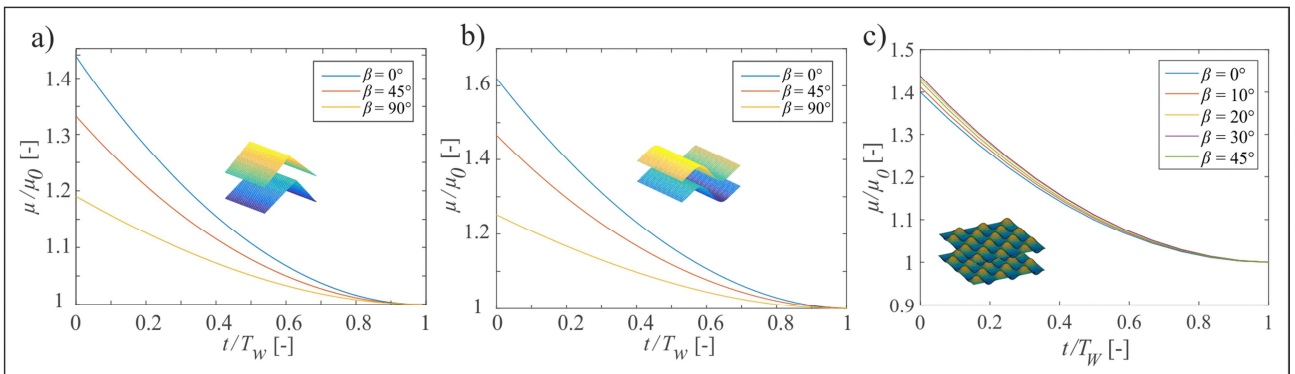 a)
μ/μ0 [-]
1.4
1.3
1.2
1.1
1
0
0.2
0.4
0.6
0.8
1
t/Tw [-]
β = 0°
β = 45°
β = 90°
b)
μ/μ0 [-]
1.6
1.4
1.2
1
0
0.2
0.4
0.6
0.8
1
t/Tw [-]
β = 0°
β = 45°
β = 90°
c)
μ/μ0 [-]
1.5
1.4
1.3
1.2
1.1
1
0.9
0
0.2
0.4
0.6
0.8
1
t/TW [-]
β = 0°
β = 10°
β = 20°
β = 30°
β = 45°